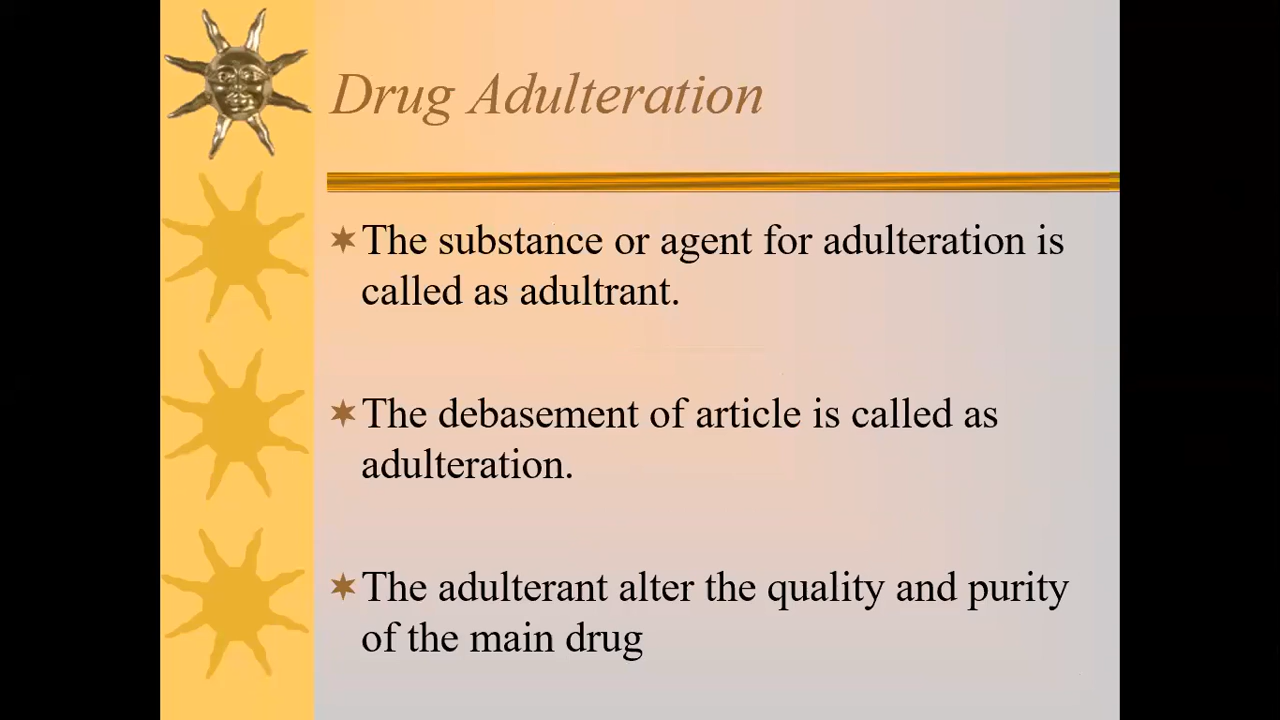 Drug Adulteration
The substance or agent for adulteration is
called as adultrant.
The debasement of article is called as
adulteration.
The adulterant alter the quality and purity
of the main drug